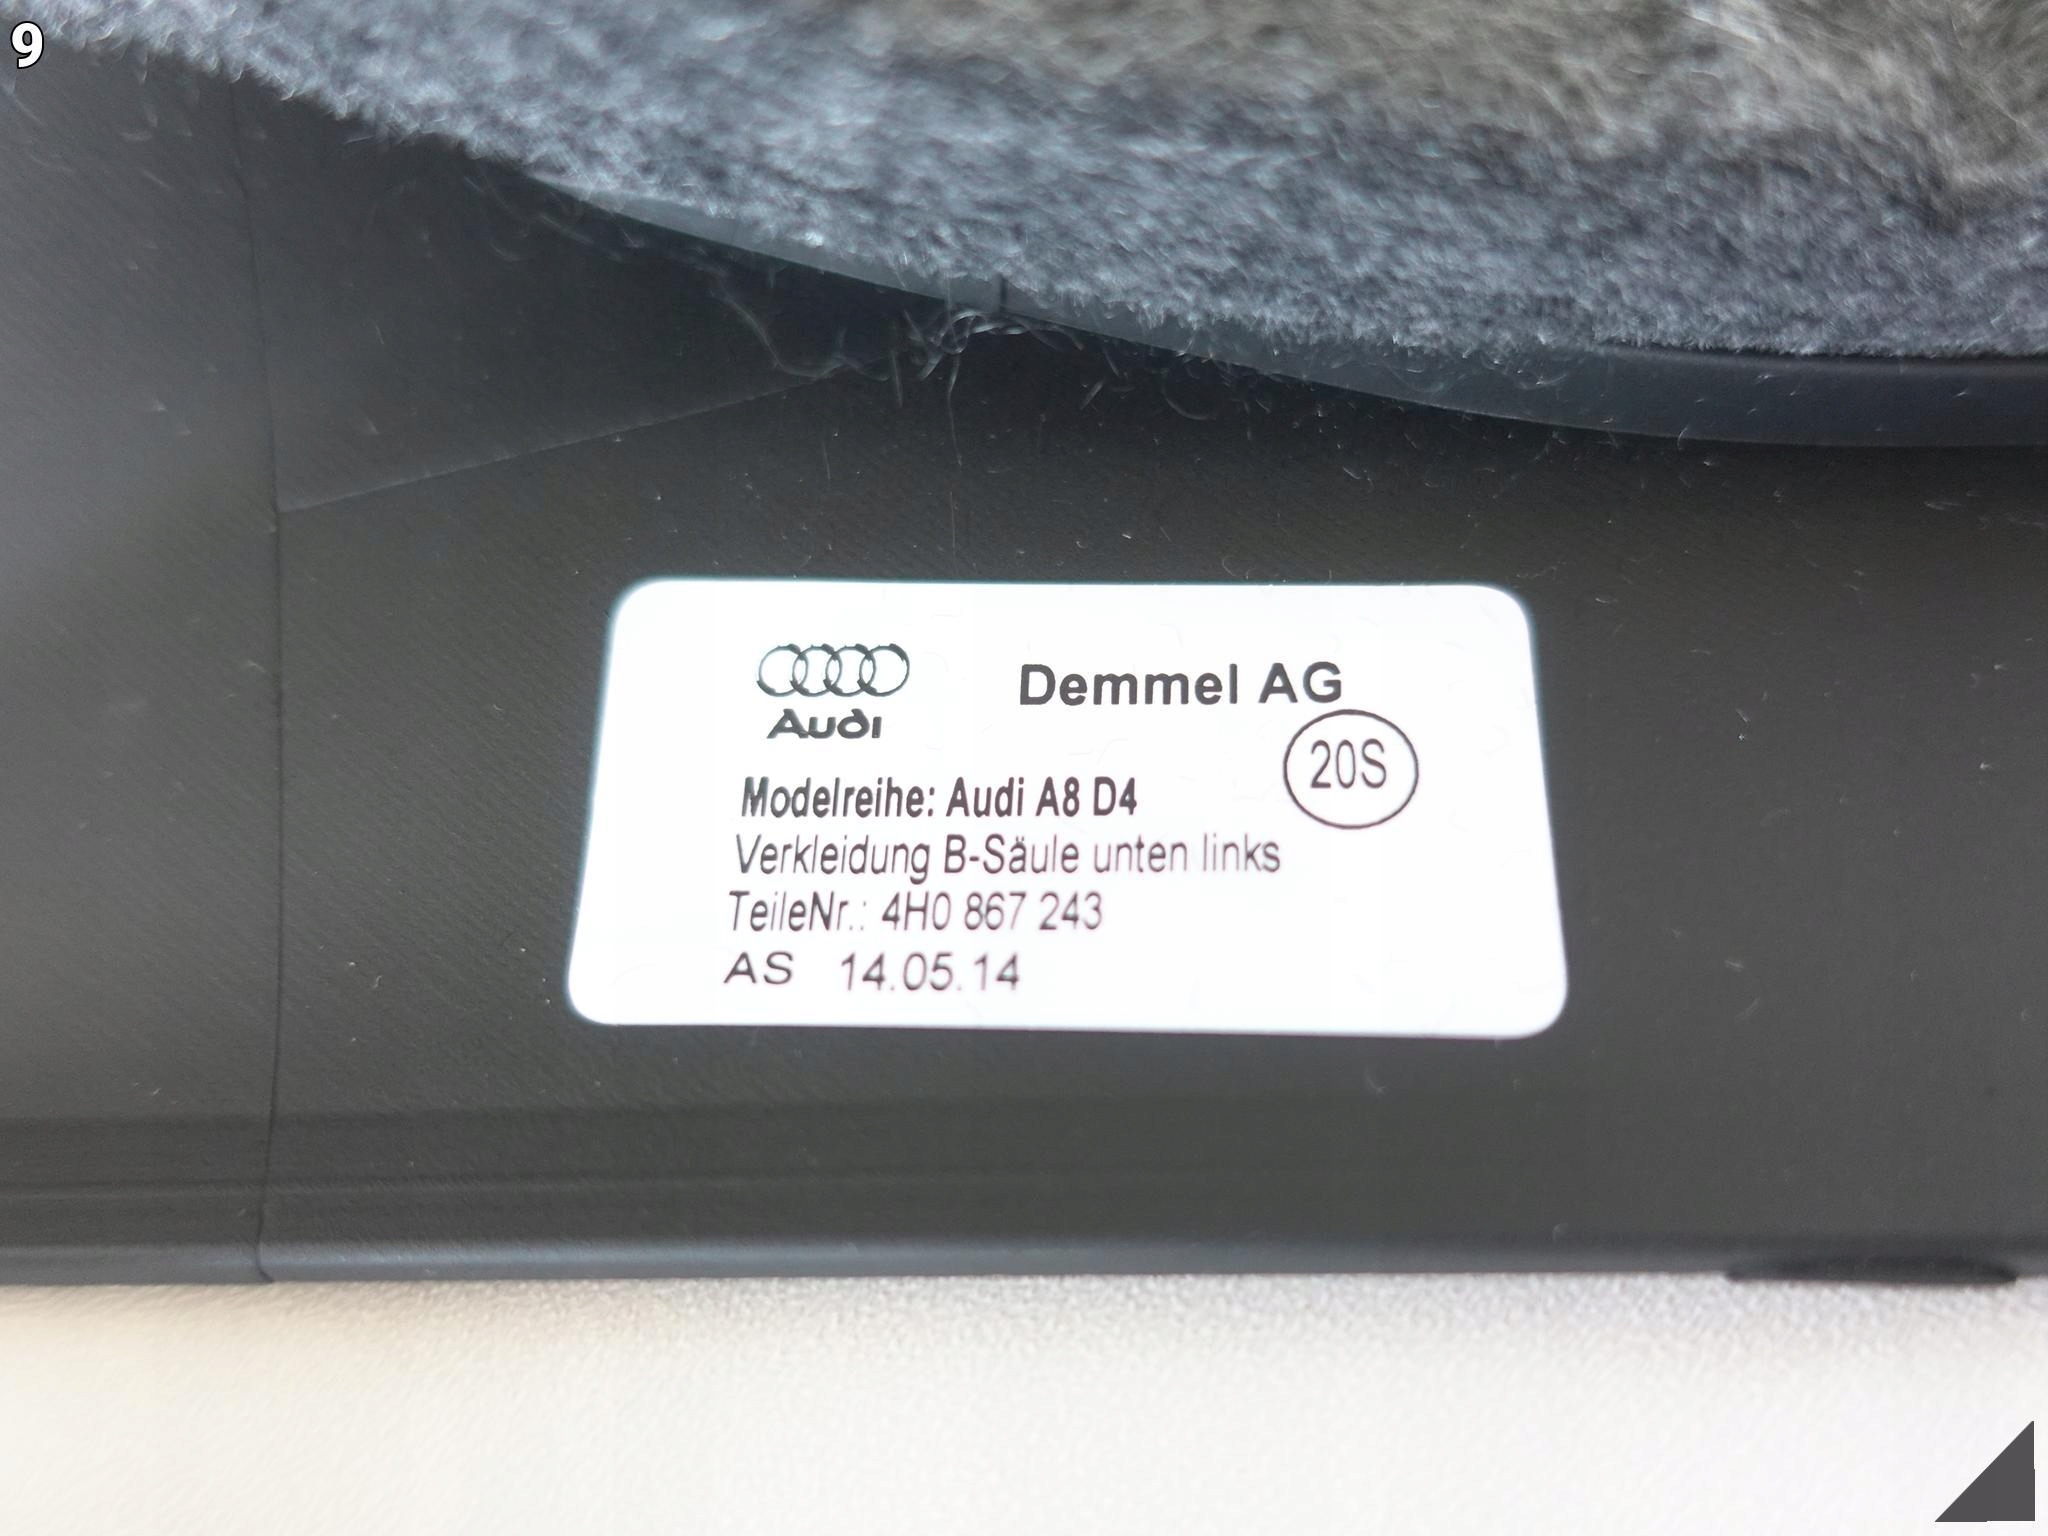 9
Demmel AG
Audi
20S
Modelreihe: Audi A8 D4
Verkleidung B-Säule unten links
TeileNr.: 4H0 867 243
AS 14.05.14